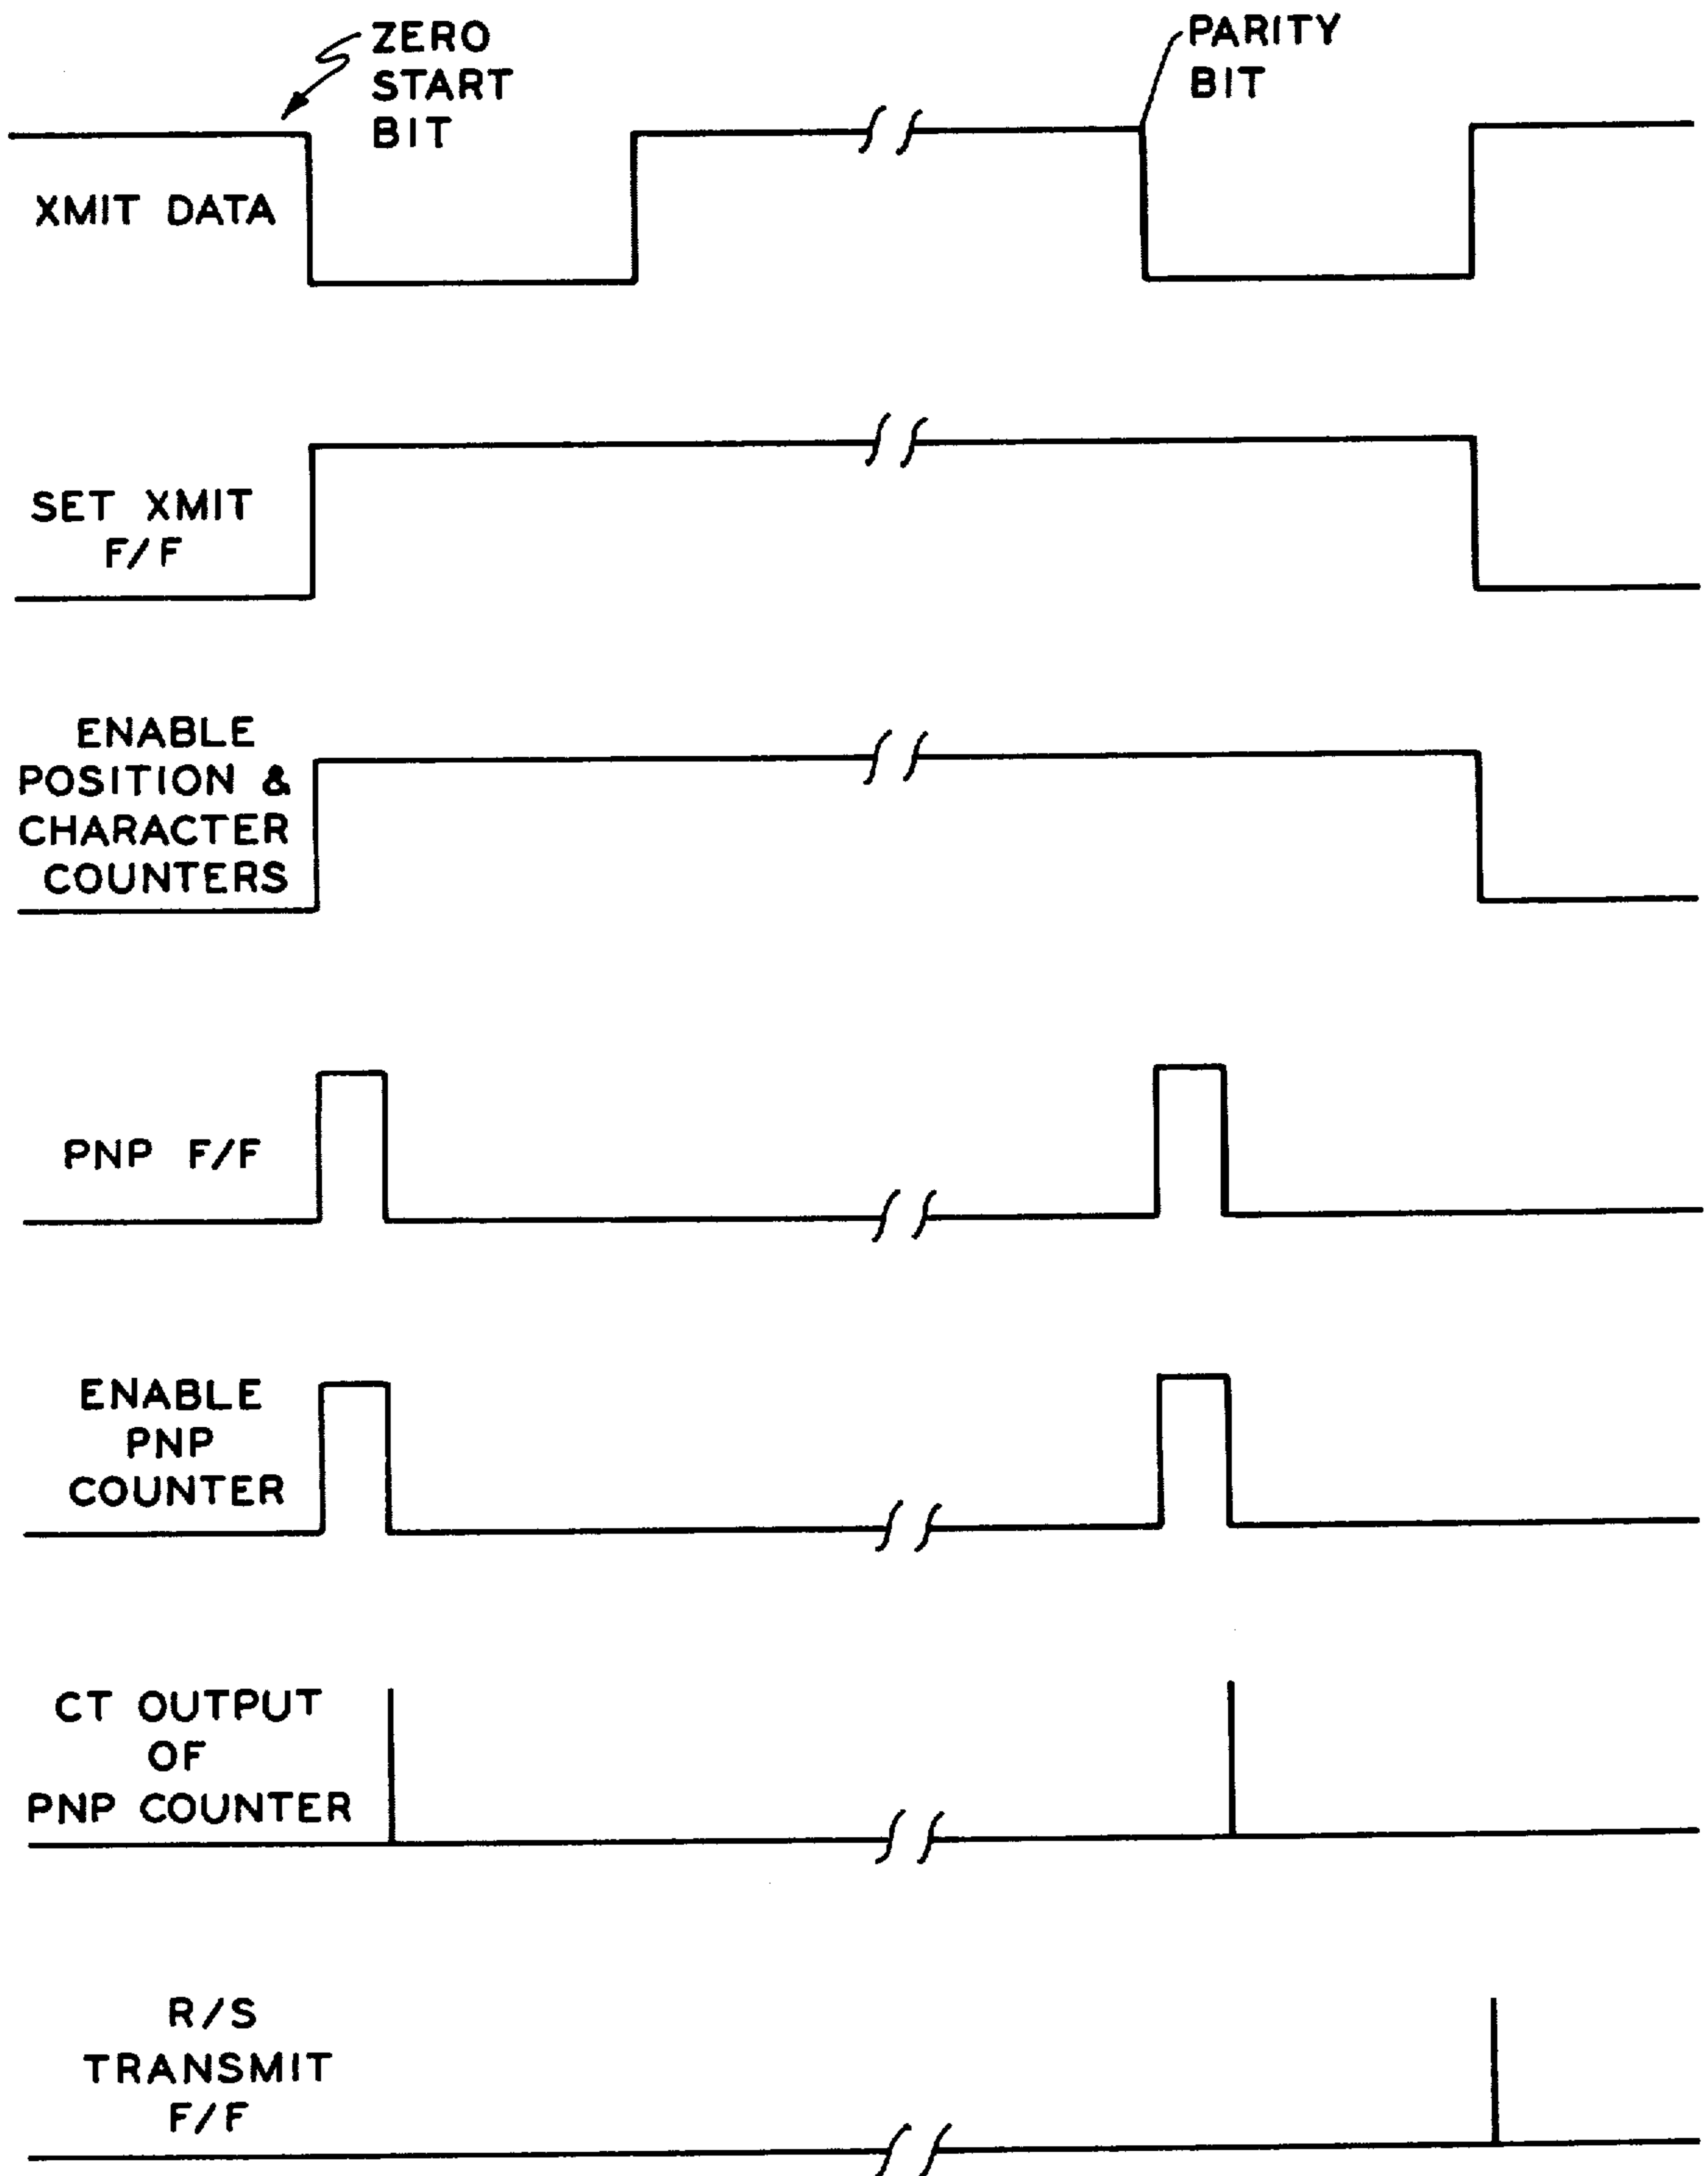 ZERO
START
BIT
PARITY
BIT
XMIT DATA
SET XMIT
F/F
ENABLE
POSITION &
CHARACTER
COUNTERS
PNP F/F
ENABLE
PNP
COUNTER
CT OUTPUT
OF
PNP COUNTER
R/S
TRANSMIT
F/F